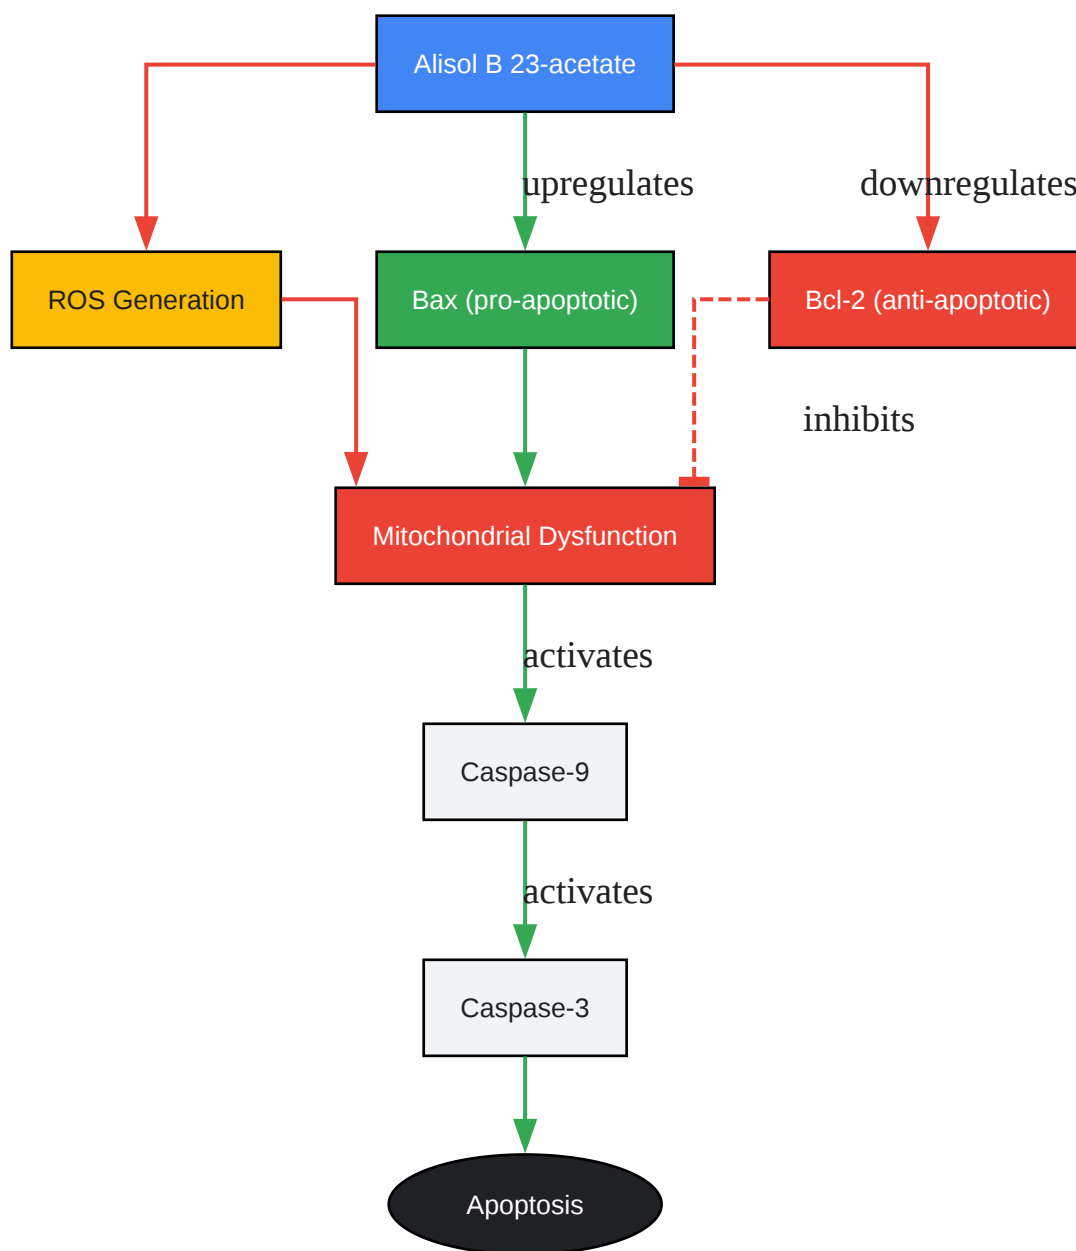 Alisol B 23-acetate
upregulates
downregulates
ROS Generation
Bax (pro-apoptotic)
Bcl-2 (anti-apoptotic)
inhibits
Mitochondrial Dysfunction
activates
Caspase-9
activates
Caspase-3
Apoptosis